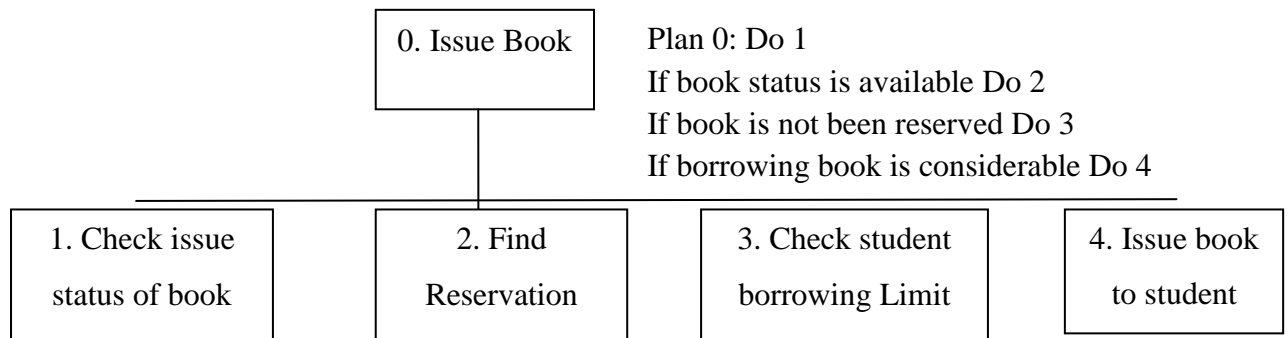 0. Issue Book
Plan 0: Do 1
If book status is available Do 2
If book is not been reserved Do 3
If borrowing book is considerable Do 4
1. Check issue
status of book
2. Find
Reservation
3. Check student
borrowing Limit
4. Issue book
to student